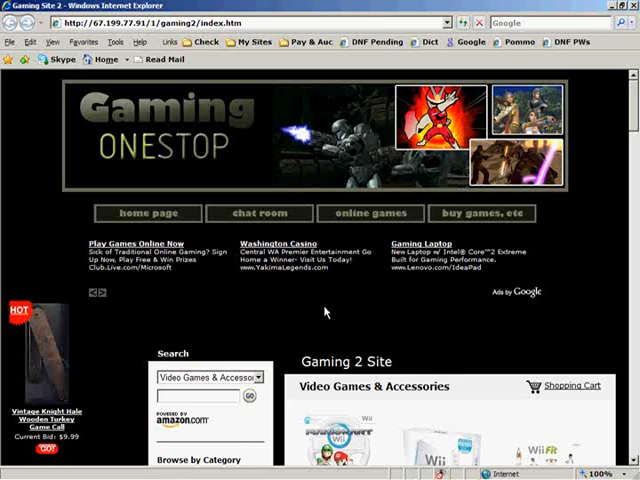 Gaming Site 2 - Windows Internet Explorer
http://67.199.77.91/1/gaming2/index.htm
Google
File Edit View Favorites Tools Help
Links Check My Sites Pay & Auc DNF Pending Dict Google Pommo DNF PWs
Skype Home Read Mail
Gaming
ONESTOP
home page chat room online games buy games, etc
Play Games Online Now
Sick of Traditional Online Gaming? Sign
Up Now, Play Free & Win Prizes
Club.Live.com/Microsoft
Washington Casino
Central WA Premier Entertainment Go
Home a Winner- Visit Us Today!
www.YakimaLegends.com
Gaming Laptop
New Laptop w/ Intel® Core™2 Extreme
Built for Gaming Performance.
www.Lenovo.com/IdeaPad
Ads by Google
HOT
Vintage Knight Hale
Wooden Turkey
Game Call
Current Bid: $9.99
GO!
Search
Video Games & Accessor
GO
POWERED BY
amazon.com
Browse by Category
Gaming 2 Site
Video Games & Accessories
Shopping Cart
Wii
MARIOKART
Wii
Wii
Wii Fit
Internet
100%